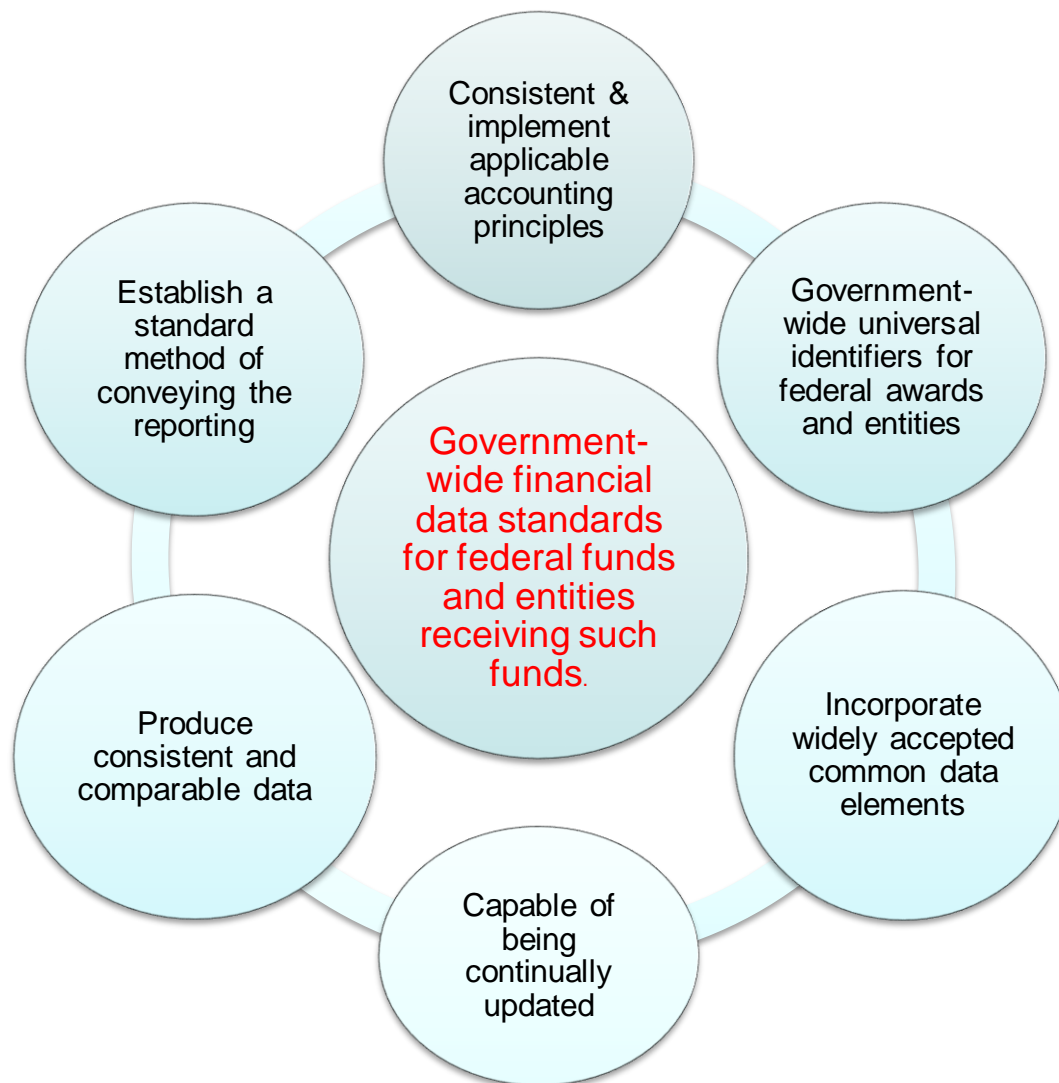 Consistent &
implement
applicable
accounting
principles
Government-
wide universal
identifiers for
federal awards
and entities
Incorporate
widely accepted
common data
elements
Capable of
being
continually
updated
Produce
consistent and
comparable data
Establish a
standard
method of
conveying the
reporting
Government-
wide financial
data standards
for federal funds
and entities
receiving such
funds.